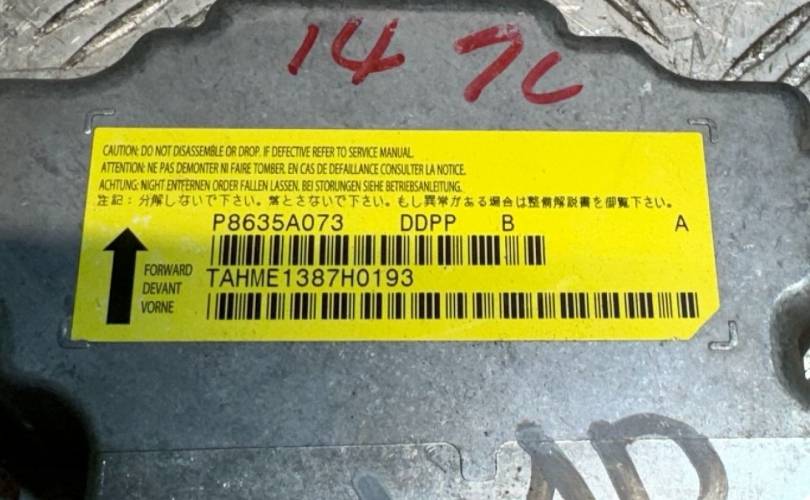 14 7C
CAUTION: DO NOT DISASSEMBLE OR DROP. IF DEFECTIVE REFER TO SERVICE MANUAL.
ATTENTION: NE PAS DEMONTER NI FAIRE TOMBER. EN CAS DE DEFAILLANCE CONSULTER LA NOTICE.
ACHTUNG: NIGHT ENTFERNEN ORDER FALLEN LASSEN. BEI STORUNGEN SIEHE BETRIEBSANLEITUNG.
注記：分解しないで下さい。落とさないで下さい。もし異常がある場合は整備解説書を御覧下さい。
P8635A073 DDPP B A
TAHME1387H0193
FORWARD
DEVANT
VORNE